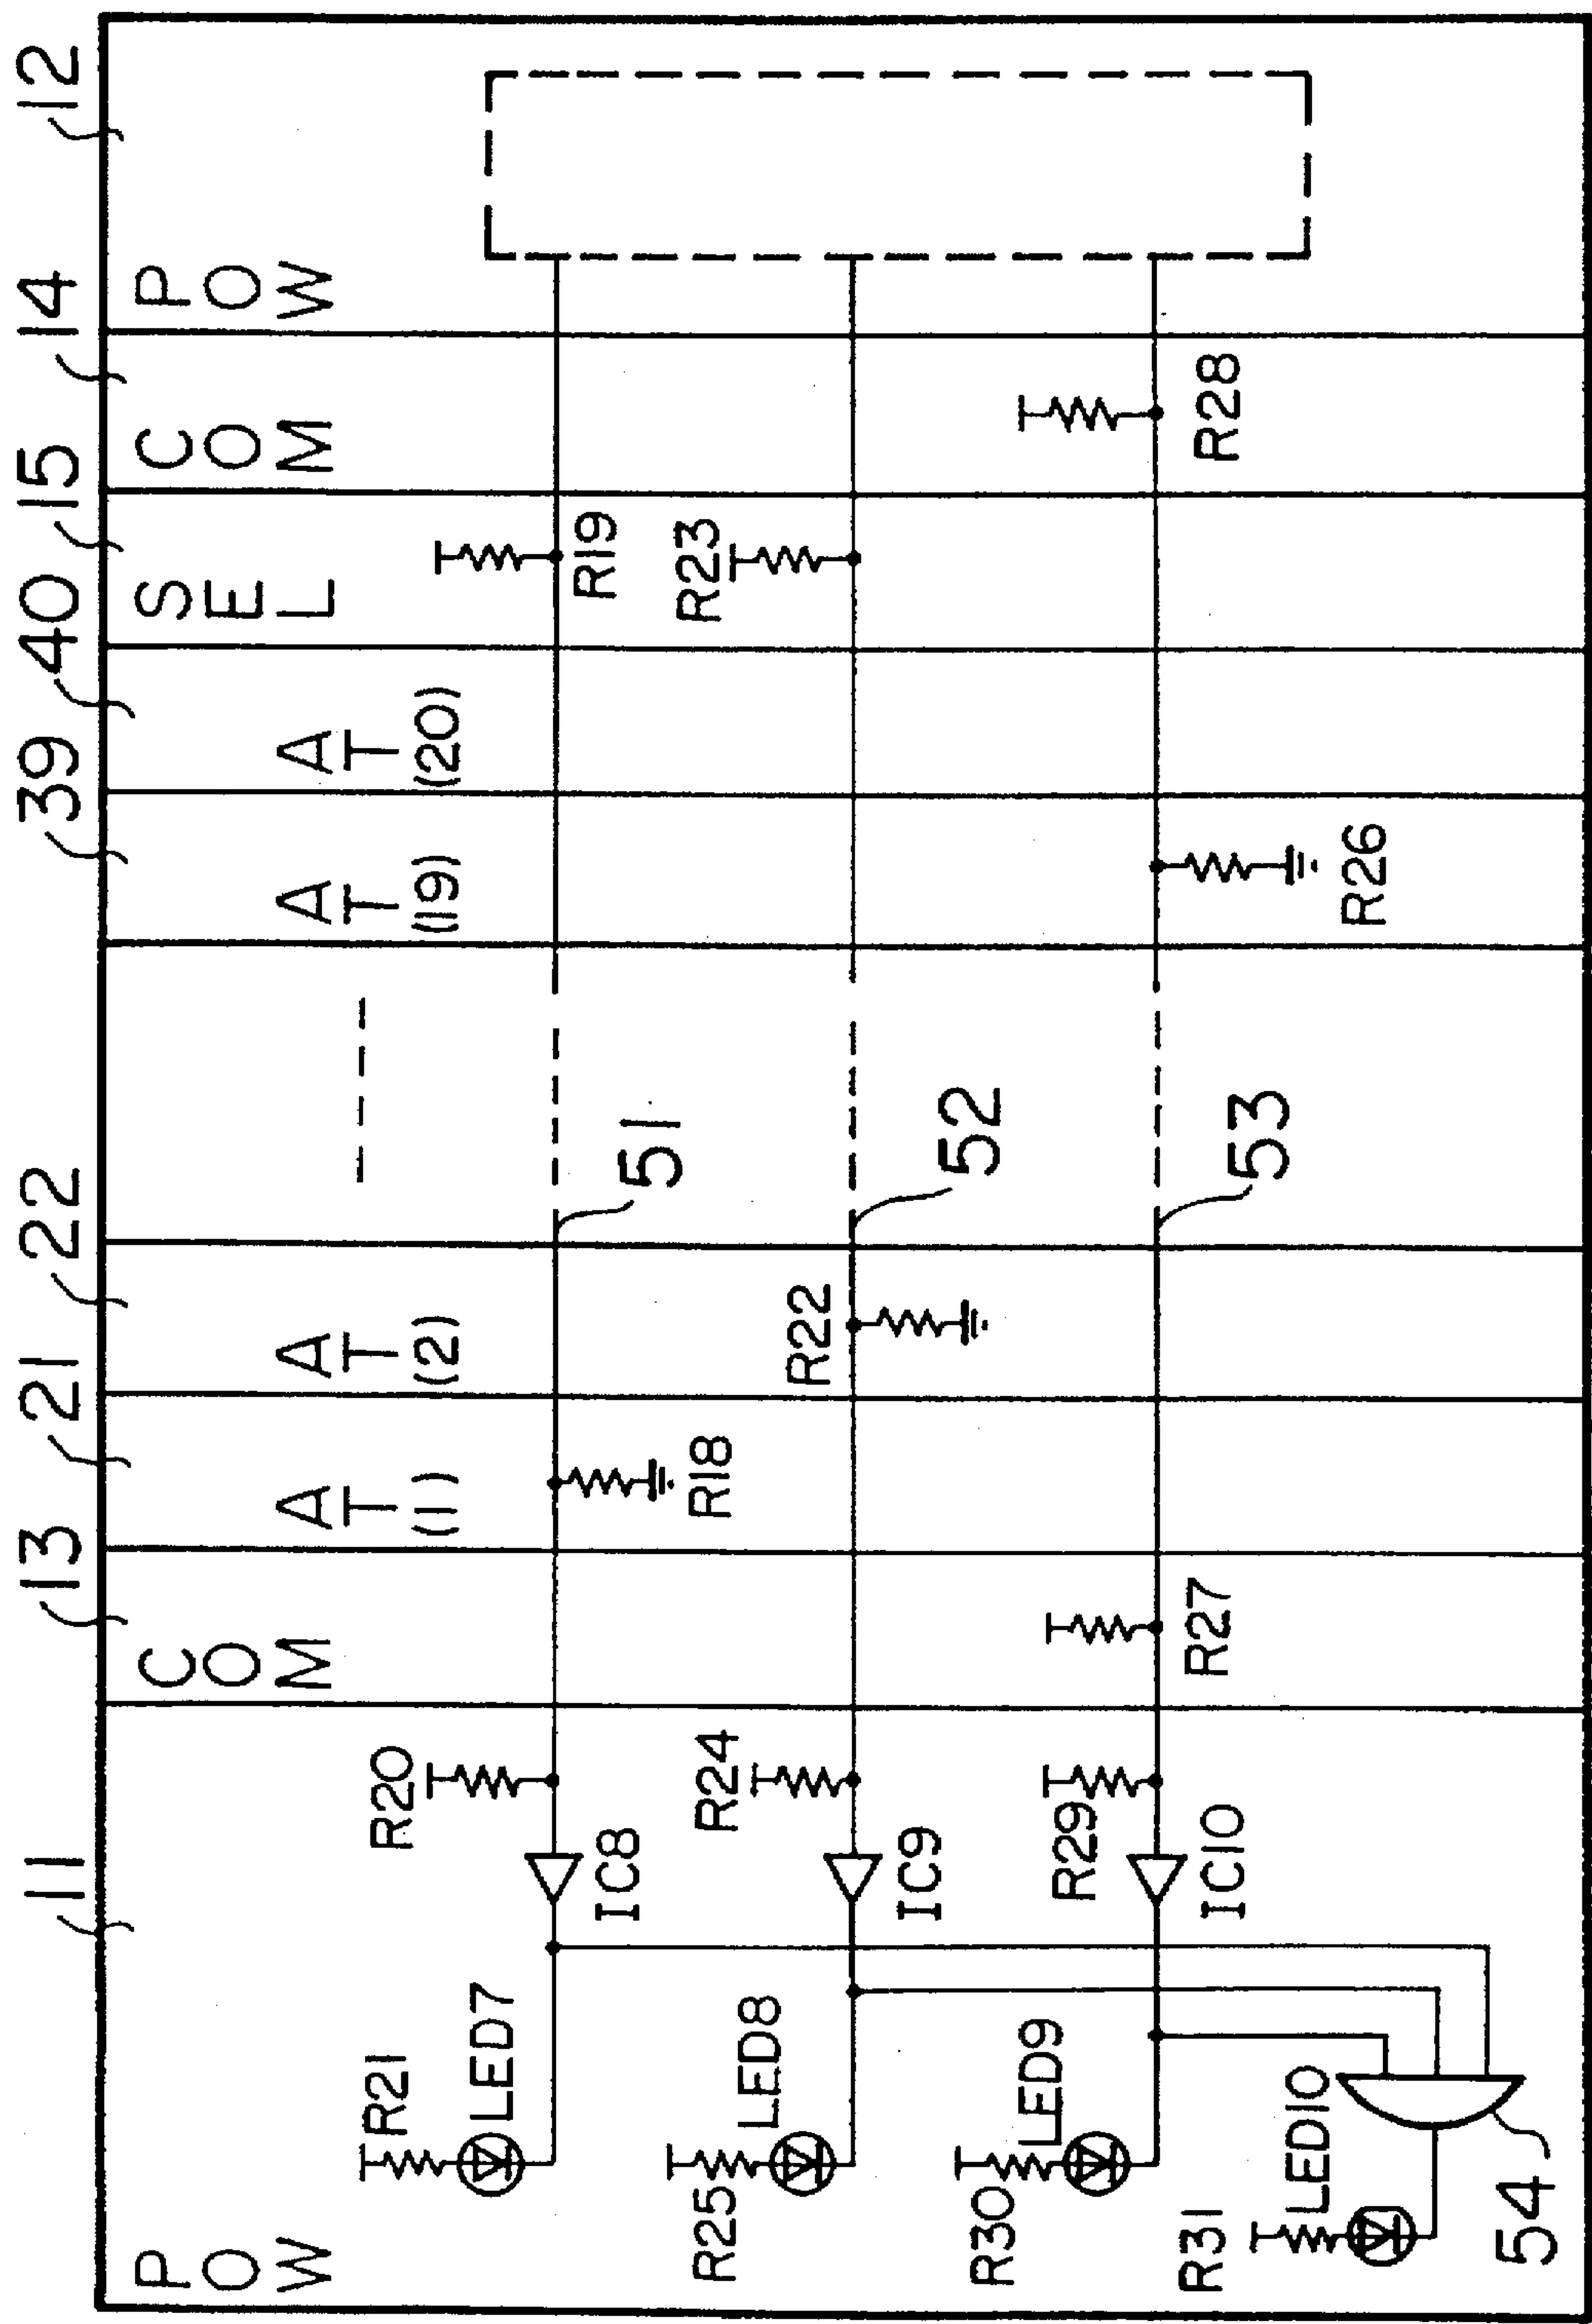 11 13 21 22 39 40 15 14 12
POW
COM
AT
(1)
AT
(2)
AT
(19)
AT
(20)
SEL
COM
POW
R21
LED7
R20
IC8
R18
51
R19
R25
LED8
R24
IC9
R22
52
R23
R30
LED9
R29
IC10
R27
53
R26
R28
R31
LED10
54